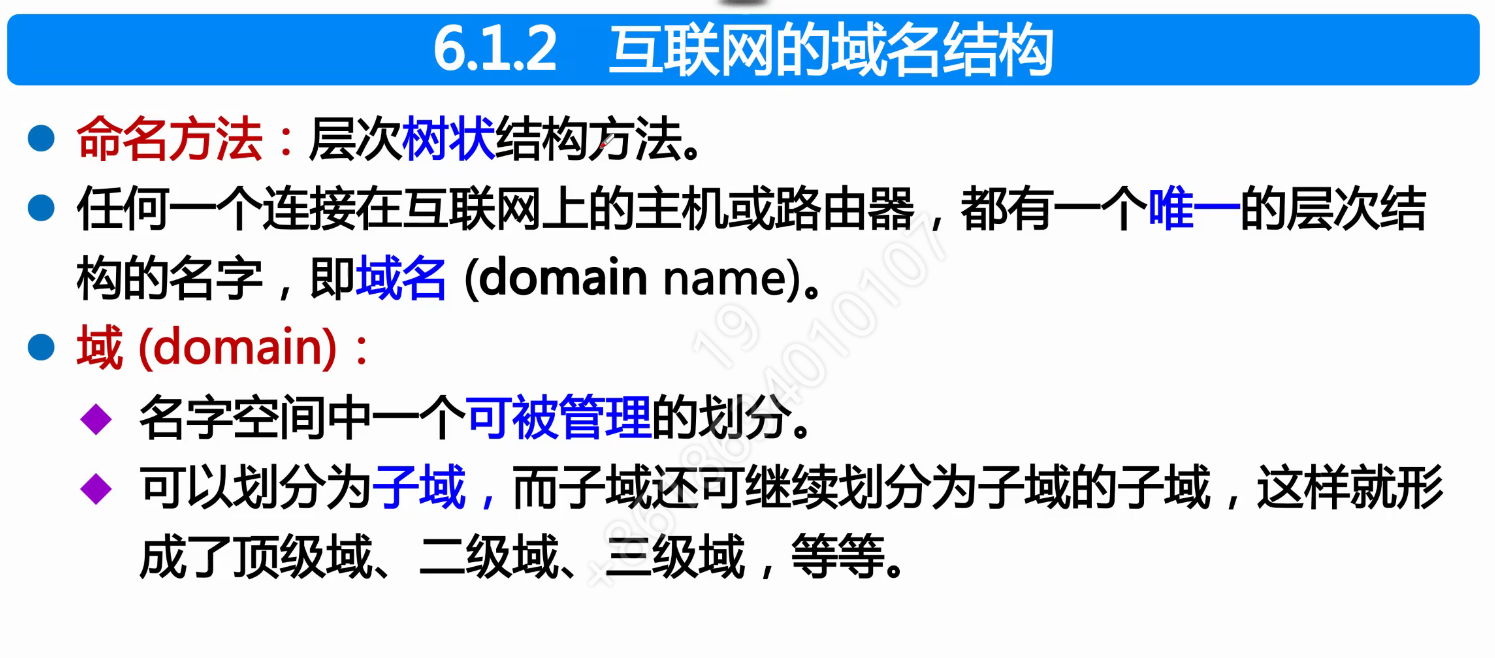 6.1.2 互联网的域名结构
命名方法：层次树状结构方法。
任何一个连接在互联网上的主机或路由器，都有一个唯一的层次结
构的名字，即域名 (domain name)。
域 (domain)：
名字空间中一个可被管理的划分。
可以划分为子域，而子域还可继续划分为子域的子域，这样就形
成了顶级域、二级域、三级域，等等。
19